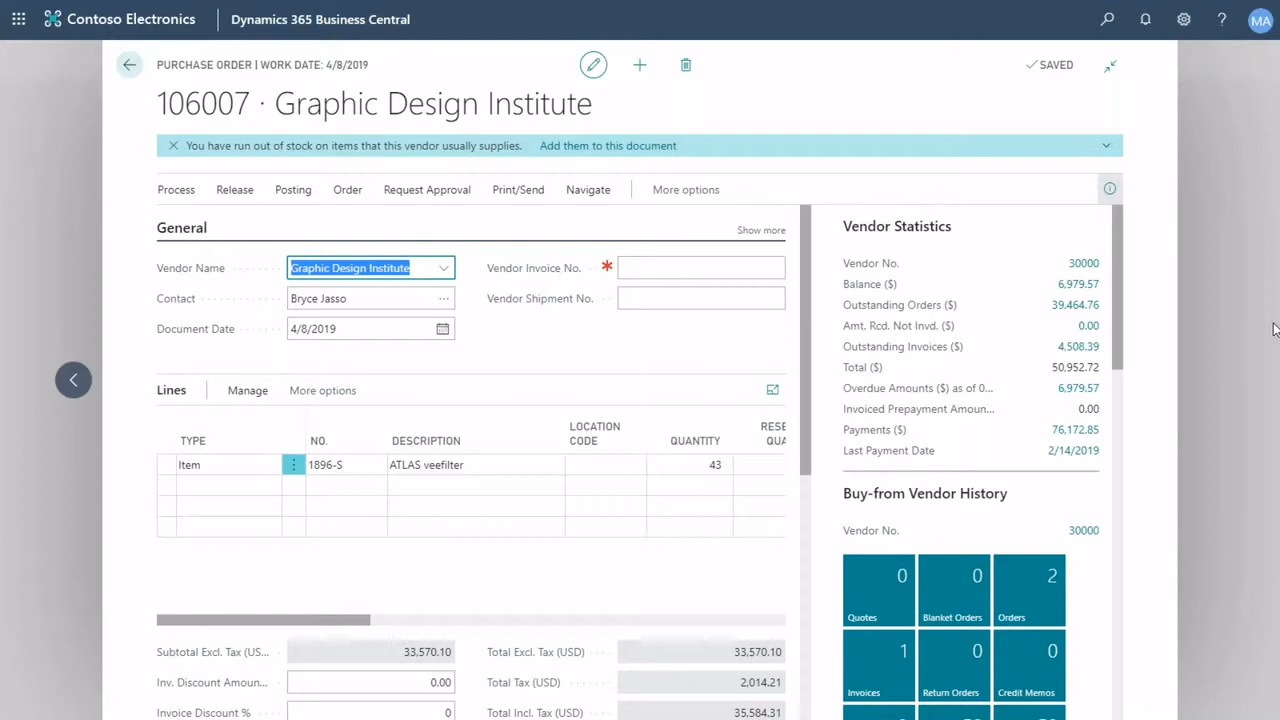 Contoso Electronics Dynamics 365 Business Central ? MA
PURCHASE ORDER | WORK DATE: 4/8/2019 SAVED
106007 · Graphic Design Institute
You have run out of stock on items that this vendor usually supplies. Add them to this document
Process Release Posting Order Request Approval Print/Send Navigate More options
General Show more
Vendor Name Graphic Design Institute Vendor Invoice No. *
Contact Bryce Jasso ... Vendor Shipment No.
Document Date 4/8/2019
Lines Manage More options
TYPE NO. DESCRIPTION LOCATION CODE QUANTITY RESE QUA
Item 1896-S ATLAS veefilter 43
Subtotal Excl. Tax (US... 33,570.10 Total Excl. Tax (USD) 33,570.10
Inv. Discount Amoun... 0.00 Total Tax (USD) 2,014.21
Invoice Discount % 0 Total Incl. Tax (USD) 35,584.31
Vendor Statistics
Vendor No. 30000
Balance ($) 6,979.57
Outstanding Orders ($) 39,464.76
Amt. Rcd. Not Invd. ($) 0.00
Outstanding Invoices ($) 4,508.39
Total ($) 50,952.72
Overdue Amounts ($) as of 0... 6,979.57
Invoiced Prepayment Amoun... 0.00
Payments ($) 76,172.85
Last Payment Date 2/14/2019
Buy-from Vendor History
Vendor No. 30000
0 0 2
Quotes Blanket Orders Orders
1 0 0
Invoices Return Orders Credit Memos